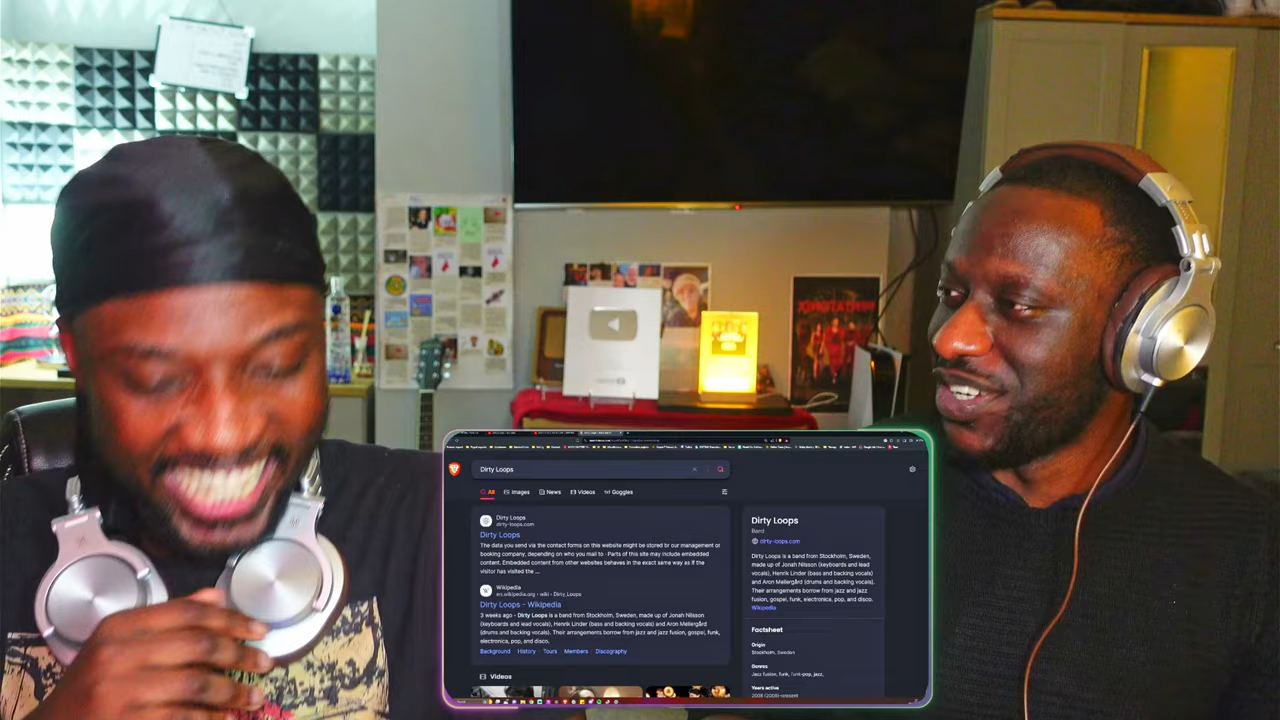 Dirty Loops
All
Images
News
Videos
Goggles
Dirty Loops
dirty-loops.com
Dirty Loops
The data you send via the contact forms on this website might be stored br our management or
booking company, depending on who you mail to · Parts of this site may include embedded
content. Embedded content from other websites behaves in the exact same way as if the
visitor has visited the ...
Wikipedia
en.wikipedia.org › wiki › Dirty_Loops
Dirty Loops - Wikipedia
3 weeks ago - Dirty Loops is a band from Stockholm, Sweden, made up of Jonah Nilsson
(keyboards and lead vocals), Henrik Linder (bass and backing vocals) and Aron Mellergård
(drums and backing vocals). Their arrangements borrow from jazz and jazz fusion, gospel, funk,
electronica, pop, and disco.
Background
History
Tours
Members
Discography
Videos
Dirty Loops
Band
dirty-loops.com
Dirty Loops is a band from Stockholm, Sweden,
made up of Jonah Nilsson (keyboards and lead
vocals), Henrik Linder (bass and backing vocals)
and Aron Mellergård (drums and backing vocals).
Their arrangements borrow from jazz and jazz
fusion, gospel, funk, electronica, pop, and disco.
Wikipedia
Factsheet
Origin
Stockholm, Sweden
Genres
Jazz fusion, funk, funk-pop, jazz,
Years active
2008 (2008)-present